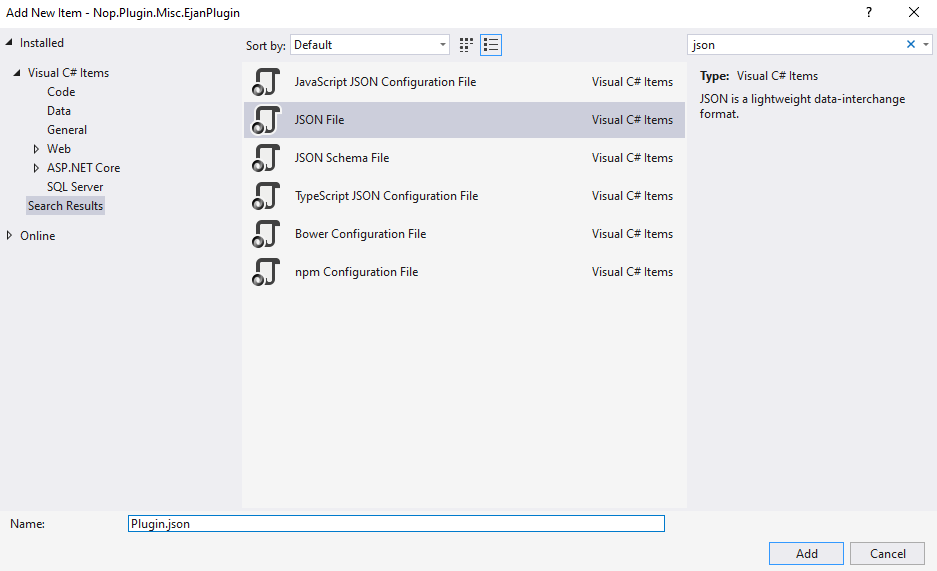 Add New Item - Nop.Plugin.Misc.EjanPlugin
?
Installed
Sort by: Default
json
Visual C# Items
Code
Data
General
Web
ASP.NET Core
SQL Server
Search Results
Online
JavaScript JSON Configuration File Visual C# Items
JSON File Visual C# Items
JSON Schema File Visual C# Items
TypeScript JSON Configuration File Visual C# Items
Bower Configuration File Visual C# Items
npm Configuration File Visual C# Items
Type: Visual C# Items
JSON is a lightweight data-interchange
format.
Name: Plugin.json
Add Cancel